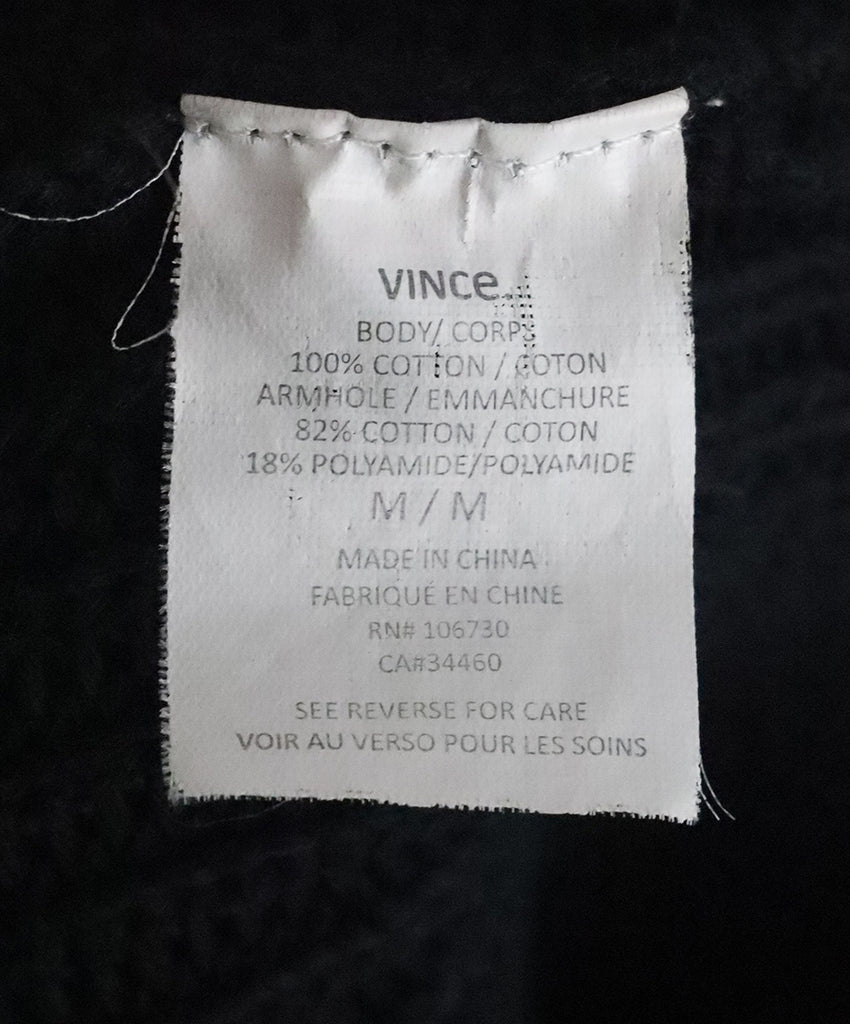 VINCE.
BODY/ CORPS
100% COTTON / COTON
ARMHOLE / EMMANCHURE
82% COTTON / COTON
18% POLYAMIDE/POLYAMIDE
M / M
MADE IN CHINA
FABRIQUÉ EN CHINE
RN# 106730
CA#34460
SEE REVERSE FOR CARE
VOIR AU VERSO POUR LES SOINS